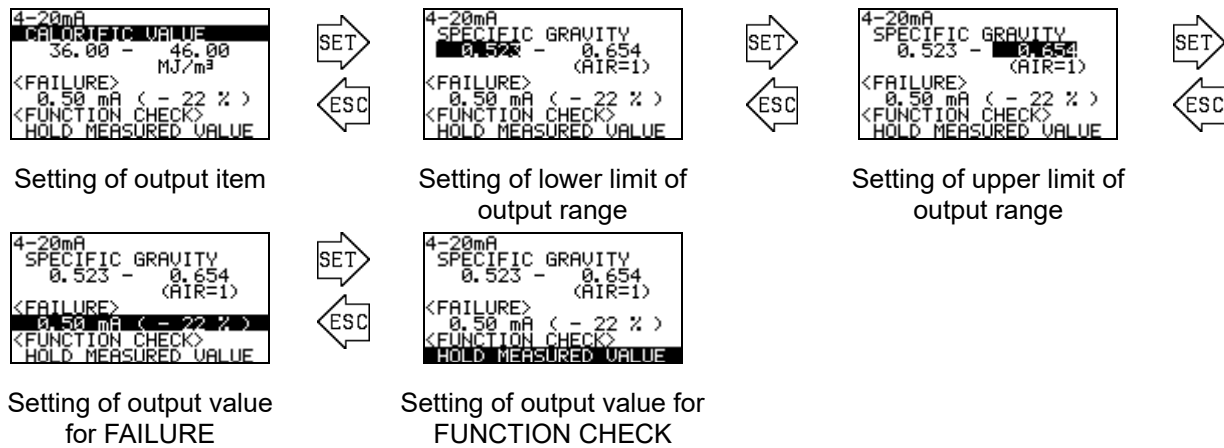 4-20mA
CALORIFIC VALUE
36.00 - 46.00
MJ/m³
<FAILURE>
0.50 mA ( - 22 % )
<FUNCTION CHECK>
HOLD MEASURED VALUE
SET
ESC
4-20mA
SPECIFIC GRAVITY
0.523 - 0.654
(AIR=1)
<FAILURE>
0.50 mA ( - 22 % )
<FUNCTION CHECK>
HOLD MEASURED VALUE
SET
ESC
4-20mA
SPECIFIC GRAVITY
0.523 - 0.654
(AIR=1)
<FAILURE>
0.50 mA ( - 22 % )
<FUNCTION CHECK>
HOLD MEASURED VALUE
SET
ESC
Setting of output item
Setting of lower limit of
output range
Setting of upper limit of
output range
4-20mA
SPECIFIC GRAVITY
0.523 - 0.654
(AIR=1)
<FAILURE>
0.50 mA ( - 22 % )
<FUNCTION CHECK>
HOLD MEASURED VALUE
SET
ESC
4-20mA
SPECIFIC GRAVITY
0.523 - 0.654
(AIR=1)
<FAILURE>
0.50 mA ( - 22 % )
<FUNCTION CHECK>
HOLD MEASURED VALUE
Setting of output value
for FAILURE
Setting of output value for
FUNCTION CHECK